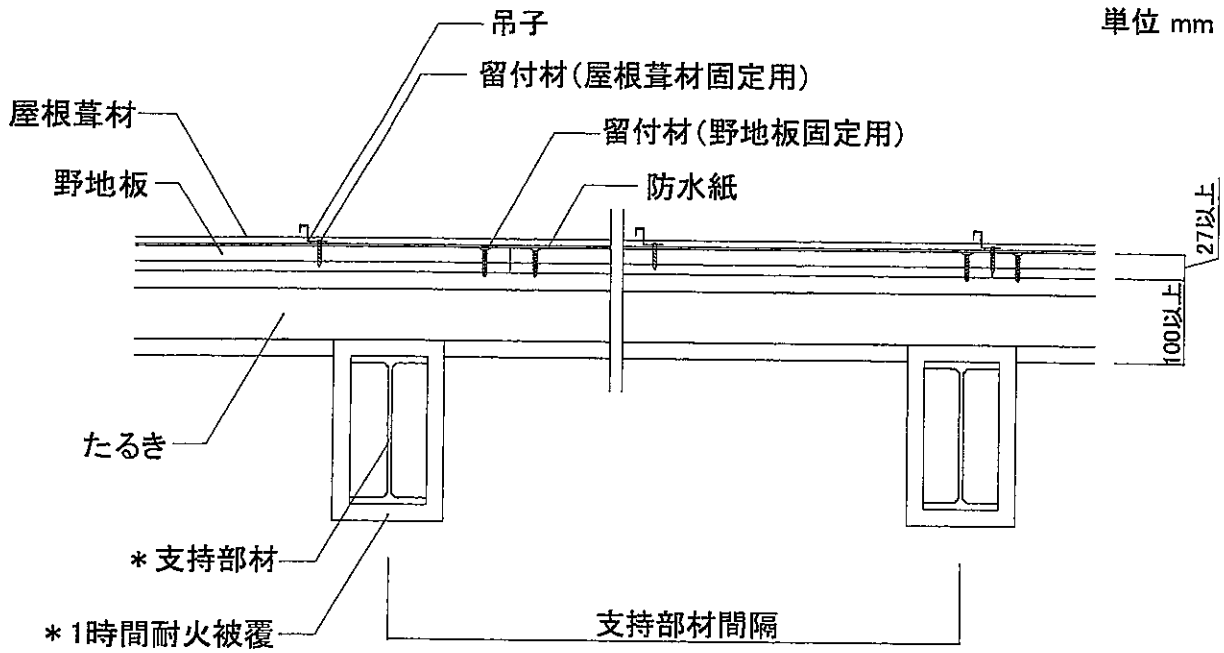 吊子
単位 mm
留付材(屋根葺材固定用)
屋根葺材
留付材(野地板固定用)
野地板
防水紙
27以上
100以上
たるき
*支持部材
*1時間耐火被覆
支持部材間隔